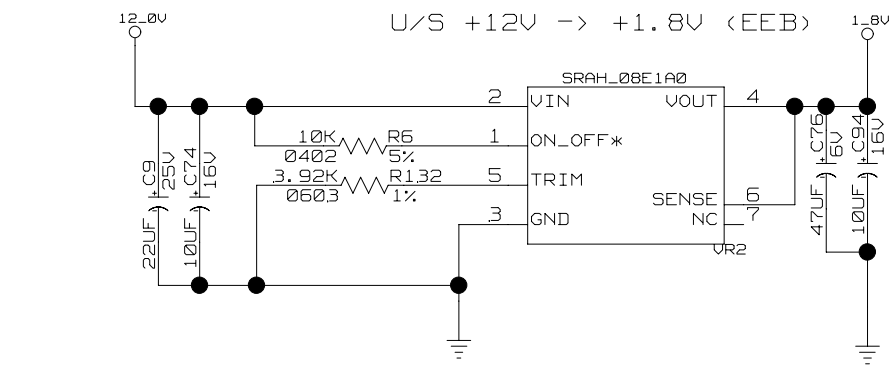 12_0V
U/S +12V -> +1.8V (EEB)
1_8V
SRAH_08E1A0
2
VIN
VOUT
4
10K
R6
0402
5%
1
ON_OFF*
3.92K
R132
0603
1%
5
TRIM
SENSE
6
3
GND
NC
7
VR2
22UF
C9
25V
+
10UF
C74
16V
+
47UF
C76
6V
+
10UF
C94
16V
+